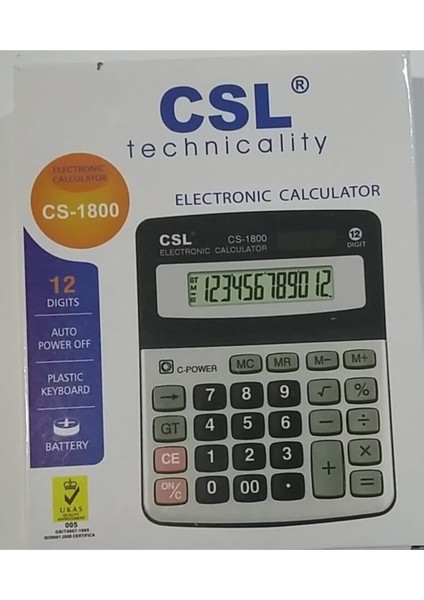 CSL®
technicality
ELECTRONIC
CALCULATOR
CS-1800
ELECTRONIC CALCULATOR
12
DIGITS
AUTO
POWER OFF
PLASTIC
KEYBOARD
BATTERY
UKAS
QUALITY
MANAGEMENT
005
CSL CS-1800 12
ELECTRONIC CALCULATOR DIGIT
123456789012
C-POWER MC MR M− M+
→ 7 8 9 √ %
GT 4 5 6 − ÷
CE 1 2 3 + ×
ON/C 0 00 · =